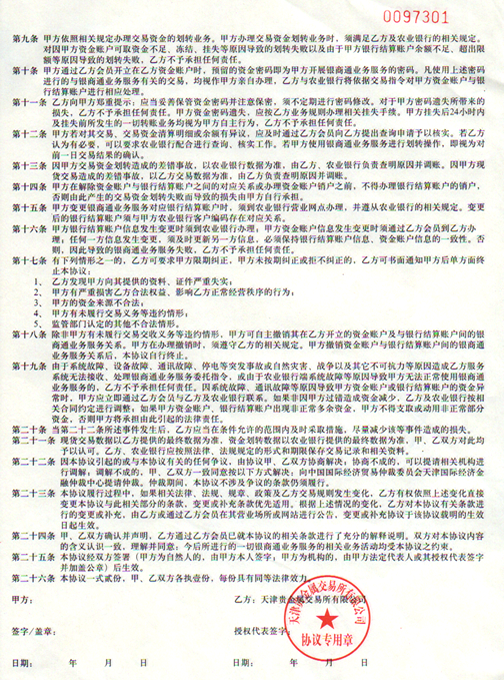 0097301
第九条 甲方依照相关规定办理交易资金的划转业务,甲方办理交易资金划转业务时,须满足乙方及农业银行的相关规定。
对因甲方资金账户可取资金不足、冻结、挂失等原因导致的划转失败以及由于甲方银行结算账户余额不足、超出限
额等原因导致的划转失败,乙方不予承担任何责任。
第十条 甲方通过乙方会员开立在乙方资金账户时,预留的资金密码即为甲方开展银商通业务服务的密码。凡使用上述密码
进行的与银商通业务服务有关的交易,均视作甲方亲自办理,乙方与农业银行将依据交易指令对甲方资金账户与银
行结算账户进行相应处理。
第十一条 乙方向甲方郑重提示:应当妥善保管资金密码并注意保密,须不定期进行密码修改。对于甲方密码遗失所带来的
损失,乙方不予承担任何责任。甲方资金密码遗失,应按乙方业务规则办理相关挂失手续。甲方挂失后24小时内
及挂失前所发生的一切转账业务均视为甲方自主行为,乙方不予承担任何责任。
第十二条 甲方若对其交易、交易资金清算明细或余额有异议,应及时通过乙方会员向乙方提出查询申请予以核实。若乙方认
为有必要,可以要求农业银行配合进行查询、核实工作。若甲方使用银商通业务服务进行划转操作,即视为对
前一日交易结果的确认。
第十三条 因甲方交易资金划转造成的差错事故,以农业银行数据为准,由乙方、农业银行负责查明原因并调账。因甲方现
货交易造成的差错事故,以乙方交易数据为准,由乙方负责查明原因并调账。
第十四条 甲方在解除资金账户与银行结算账户之间的对应关系或办理资金账户销户之前,不得办理银行结算账户的销户,
否则由此产生的交易资金划转失败而导致的损失由甲方自行承担。
第十五条 甲方变更银商通业务服务对应银行结算账户时,须到农业银行营业网点办理,并遵从农业银行的相关规定。变更
后的银行结算账户须与甲方农业银行客户编码存在对应关系。
第十六条 甲方银行结算账户信息发生变更时须到农业银行办理;甲方资金账户信息发生变更时须通过乙方会员到乙方办
理;任何一方信息发生变更,须及时更新另一方信息,必须保持银行结算账户信息、资金账户信息的一致性。否
则,因此导致的银商通业务服务失败,乙方不予承担任何责任。
第十七条 有下列情形之一的,乙方可要求甲方限期纠正,甲方未按期纠正或拒不纠正的,乙方可书面通知甲方后单方面终
止本协议:
1、 乙方发现甲方向其提供的资料、证件严重失实;
2、 甲方有严重损害乙方合法权益、影响乙方正常经营秩序的行为;
3、 甲方的资金来源不合法;
4、 甲方有未履行交易义务等违约情形;
5、 监管部门认定的其他不合法情形。
第十八条 除非甲方有未履行交易交收义务等违约情形,甲方可自主撤销其在乙方开立的资金账户及与银行结算账户间的银
商通业务服务关系。甲方在办理撤销时,须遵守乙方的相关规定。甲方撤销资金账户与银行结算账户间的银商通
业务服务关系后,本协议自行终止。
第十九条 由于系统故障、设备故障、通讯故障、停电等突发事故或自然灾害、战争以及其它不可抗力等原因造成乙方服务
系统无法接收、处理银商通业务服务委托指令,或由于农业银行端系统故障等原因导致甲方无法正常使用银商通
业务服务的,乙方不予承担任何责任。因系统故障、通讯故障等原因导致甲方资金账户或银行结算账户的资金异
常时,甲方应立即通过乙方会员与乙方及农业银行联系。如果非因甲方过错造成资金减少,乙方及农业银行按相
关合同约定进行调整;如果甲方资金账户、银行结算账户出现非正常多余资金,甲方不得支取或动用非正常部分
资金,否则甲方将承担由此引起的法律责任。
第二十条 当第二十二条所述事件发生后,乙方应当在条件允许的范围内及时采取措施,尽量减少该等事件造成的损失。
第二十一条 现货交易数据以乙方提供的最终数据为准,资金划转数据以农业银行提供的最终数据为准,甲、乙双方对此均
予以认可。乙方、农业银行应按照法律、法规规定的形式和期限保存交易记录和相关资料。
第二十二条 因本协议引起的或与本协议有关的任何争议,由协议甲、乙双方协商解决;协商不成的,可以提请相关机构进
行调解;调解不成的,甲、乙双方一致同意按以下方式解决:向中国国际经济贸易仲裁委员会天津国际经济金
融仲裁中心提请仲裁。仲裁期间,本协议不涉及争议的条款仍须履行。
第二十三条 本协议履行过程中,如果相关法律、法规、规章、政策及乙方交易规则发生变化,乙方有权依照上述变化直接
变更本协议与此相关部分的条款,变更或补充条款优先适用。根据上述情况的变化,乙方对本协议有关条款进
行的变更或补充,由乙方或通过乙方会员在其营业场所或网站进行公告,变更或补充协议于该协议载明的生效
日起生效。
第二十四条 甲、乙双方确认并声明,乙方通过乙方会员已就本协议的相关条款进行了充分的解释说明。双方对本协议内容
的含义认识一致、理解并同意;今后所进行的一切银商通服务的相关业务活动均受本协议之约束。
第二十五条 本协议经双方签署(甲方为自然人的,由甲方本人签字;甲方为机构的,由甲方法定代表人或其授权代表签字
并加盖公章)后生效。
第二十六条 本协议一式贰份,甲、乙双方各执壹份,每份具有同等法律效力。
甲方: 乙方:天津贵金属交易所有限公司
签字/盖章: 授权代表签字:
日期: 年 月 日 日期: 年 月 日
天津贵金属交易所有限公司
协议专用章